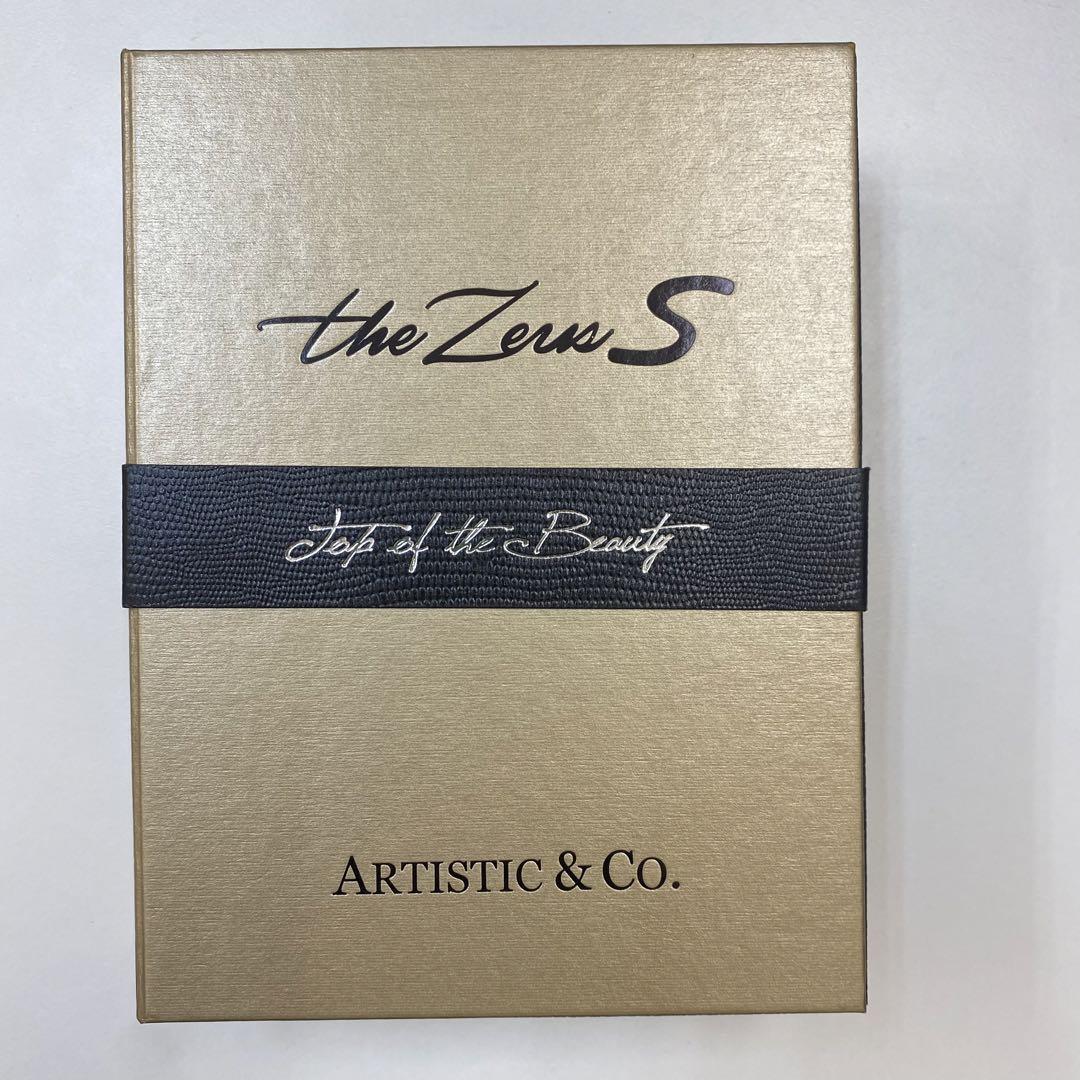 the Zeus S
Top of the Beauty
ARTISTIC & CO.